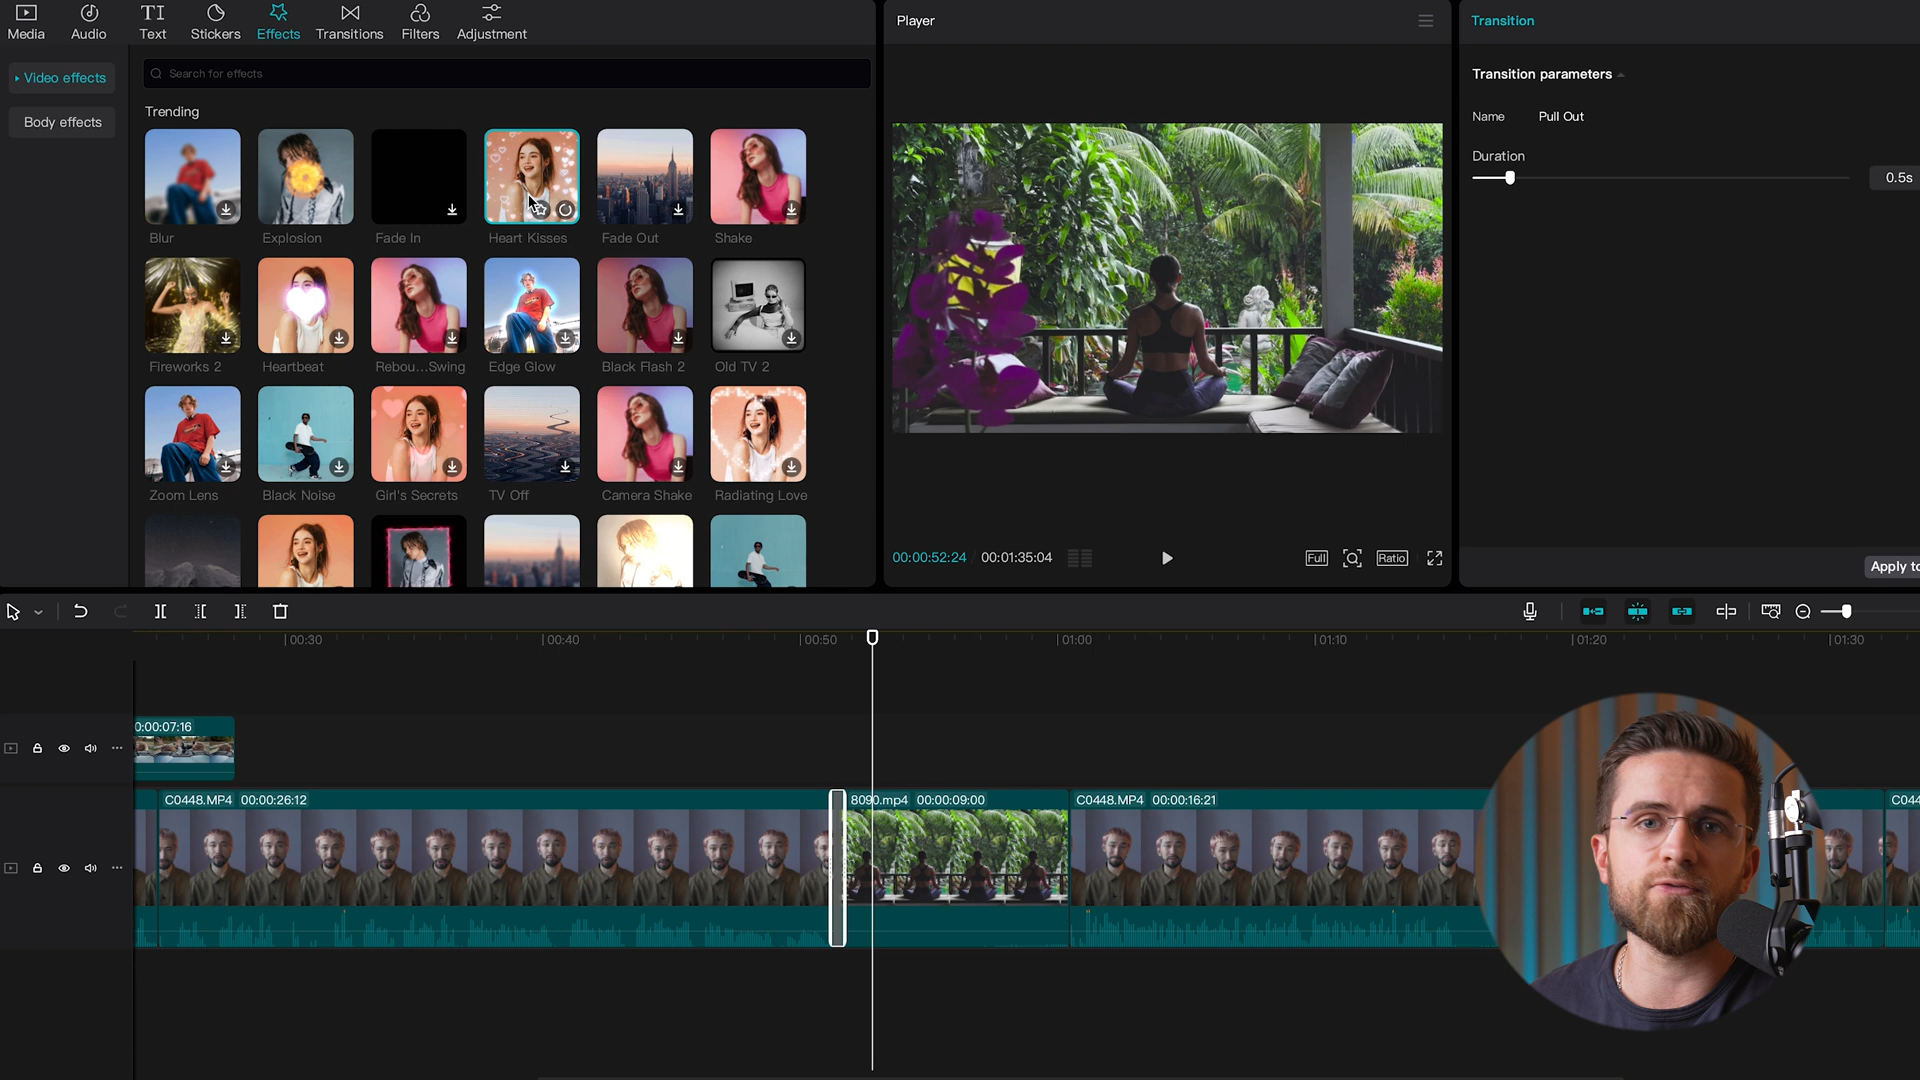 Media Audio Text Stickers Effects Transitions Filters Adjustment
Video effects
Body effects
Search for effects
Trending
Blur Explosion Fade In Heart Kisses Fade Out Shake
Fireworks 2 Heartbeat Rebou...Swing Edge Glow Black Flash 2 Old TV 2
Zoom Lens Black Noise Girl's Secrets TV Off Camera Shake Radiating Love
Player
00:00:52:24 00:01:35:04 Full Ratio
Transition
Transition parameters
Name Pull Out
Duration
0.5s
Apply to
00:30 00:40 00:50 01:00 01:10 01:20 01:30
0:00:07:16
C0448.MP4 00:00:26:12 8090.mp4 00:00:09:00 C0448.MP4 00:00:16:21 C044